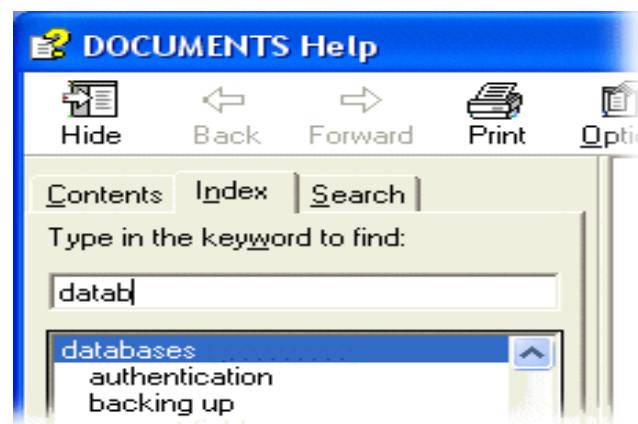 DOCUMENTS Help
Hide Back Forward Print Opti
Contents Index Search
Type in the keyword to find:
datab
databases
authentication
backing up